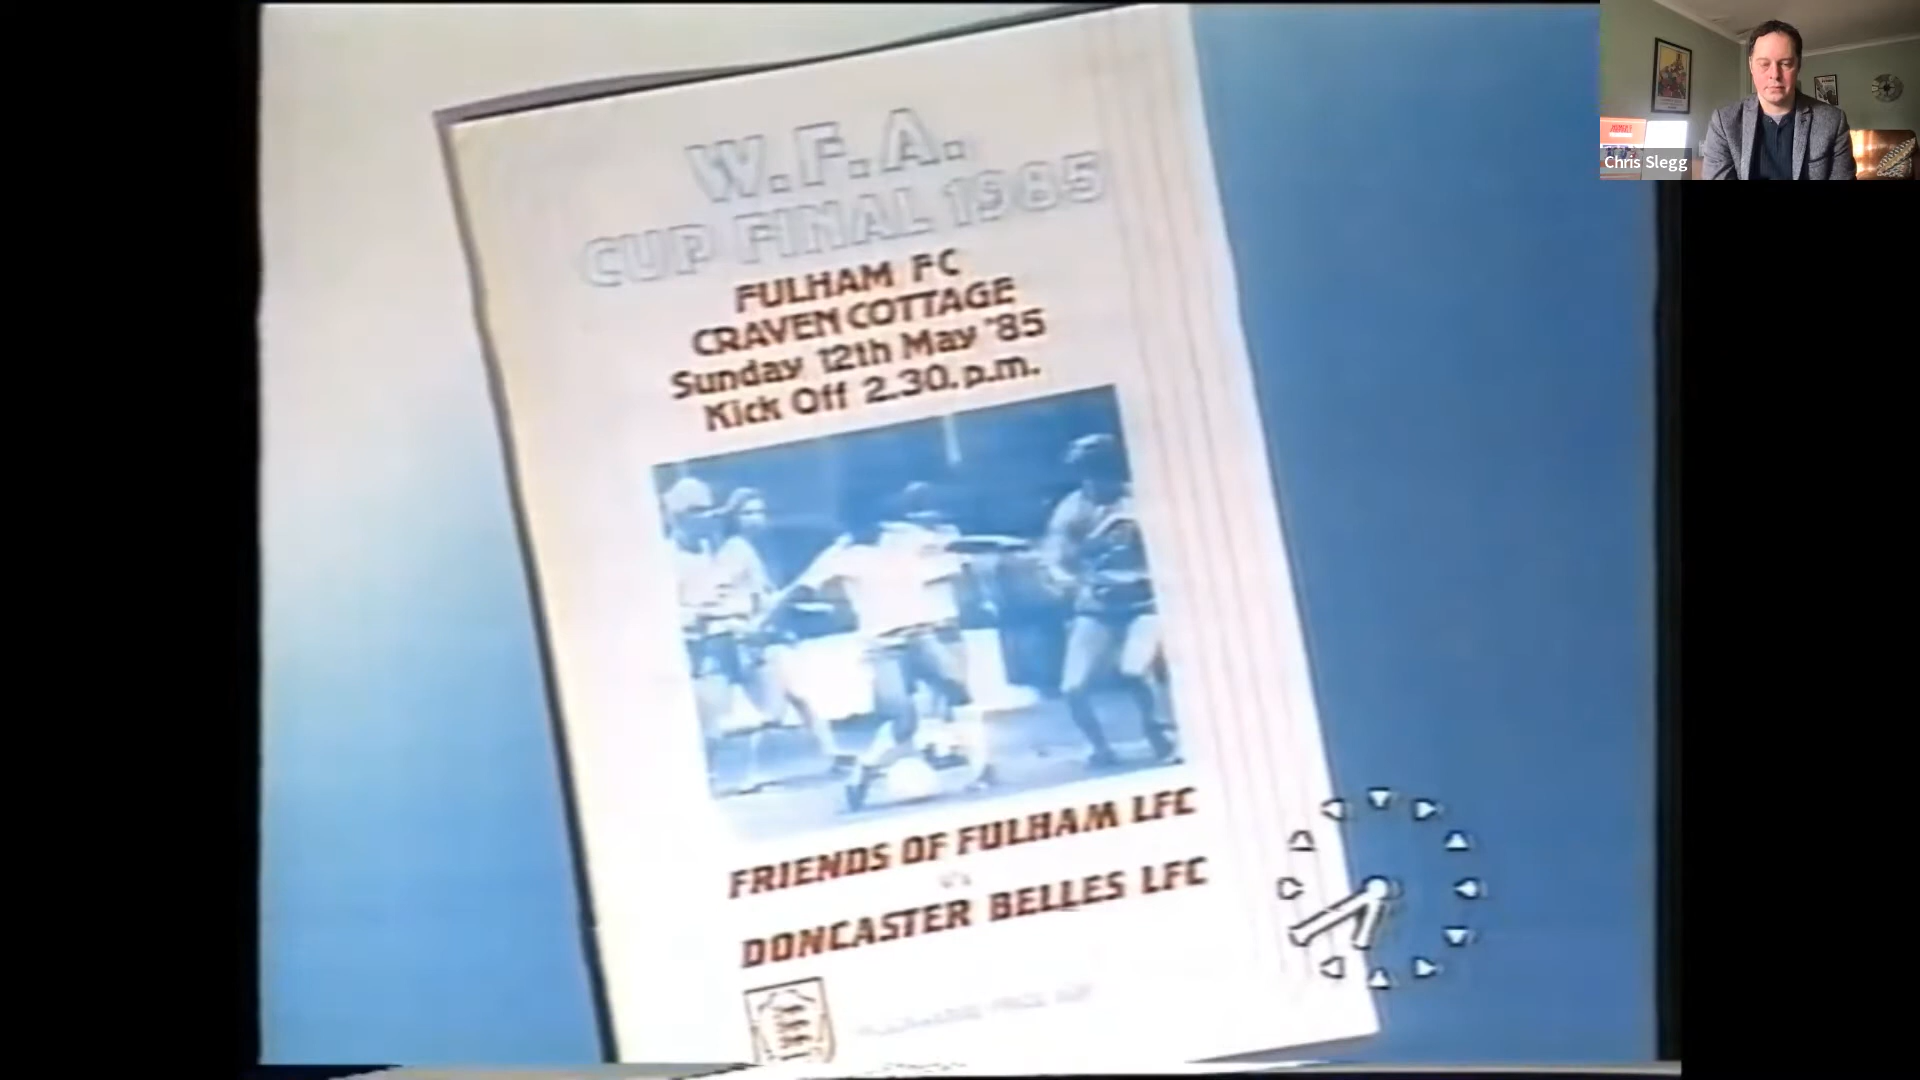 W.F.A.
CUP FINAL 1985
FULHAM FC
CRAVEN COTTAGE
Sunday 12th May '85
Kick Off 2.30.p.m.
FRIENDS OF FULHAM LFC
DONCASTER BELLES LFC
Chris Slegg